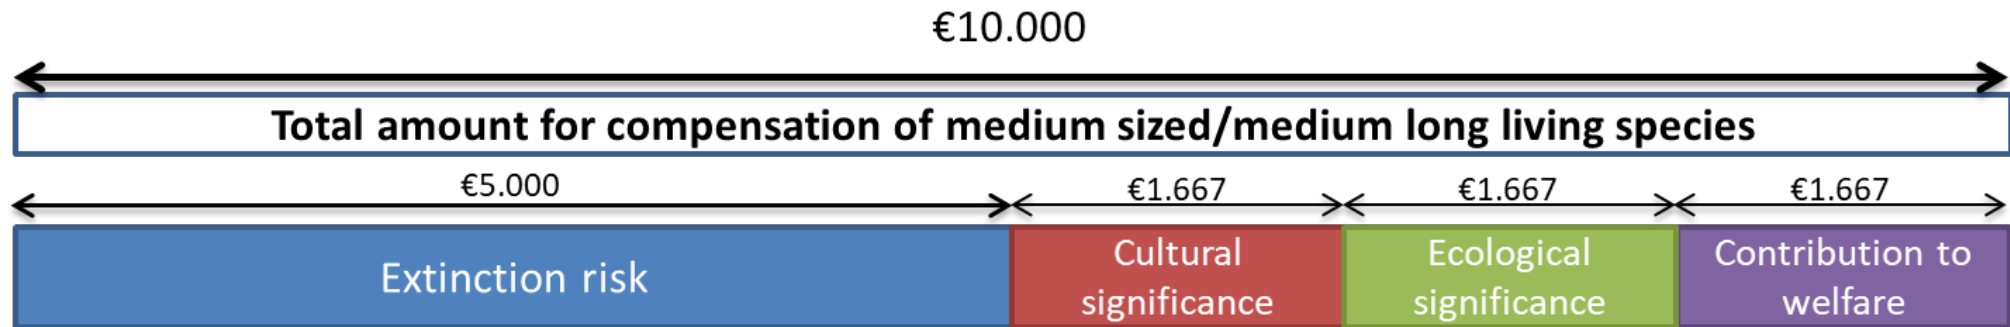 €10.000
Total amount for compensation of medium sized/medium long living species
€5.000
€1.667
€1.667
€1.667
Extinction risk
Cultural
significance
Ecological
significance
Contribution to
welfare